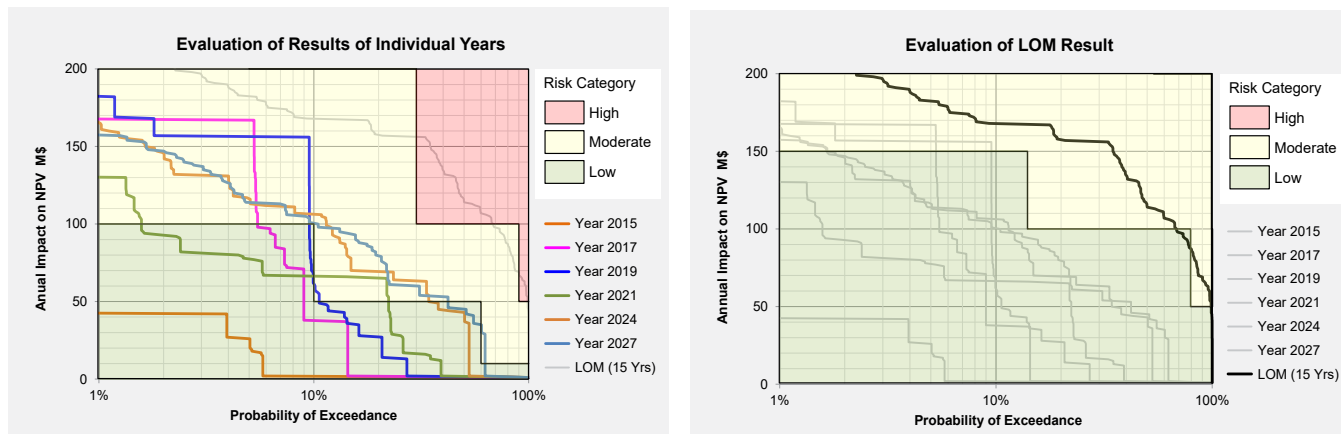 Evaluation of Results of Individual Years
200
150
100
50
0
Anual Impact on NPV M$
1%
10%
100%
Probability of Exceedance
Risk Category
High
Moderate
Low
Year 2015
Year 2017
Year 2019
Year 2021
Year 2024
Year 2027
LOM (15 Yrs)
Evaluation of LOM Result
200
150
100
50
0
Anual Impact on NPV M$
1%
10%
100%
Probability of Exceedance
Risk Category
High
Moderate
Low
Year 2015
Year 2017
Year 2019
Year 2021
Year 2024
Year 2027
LOM (15 Yrs)